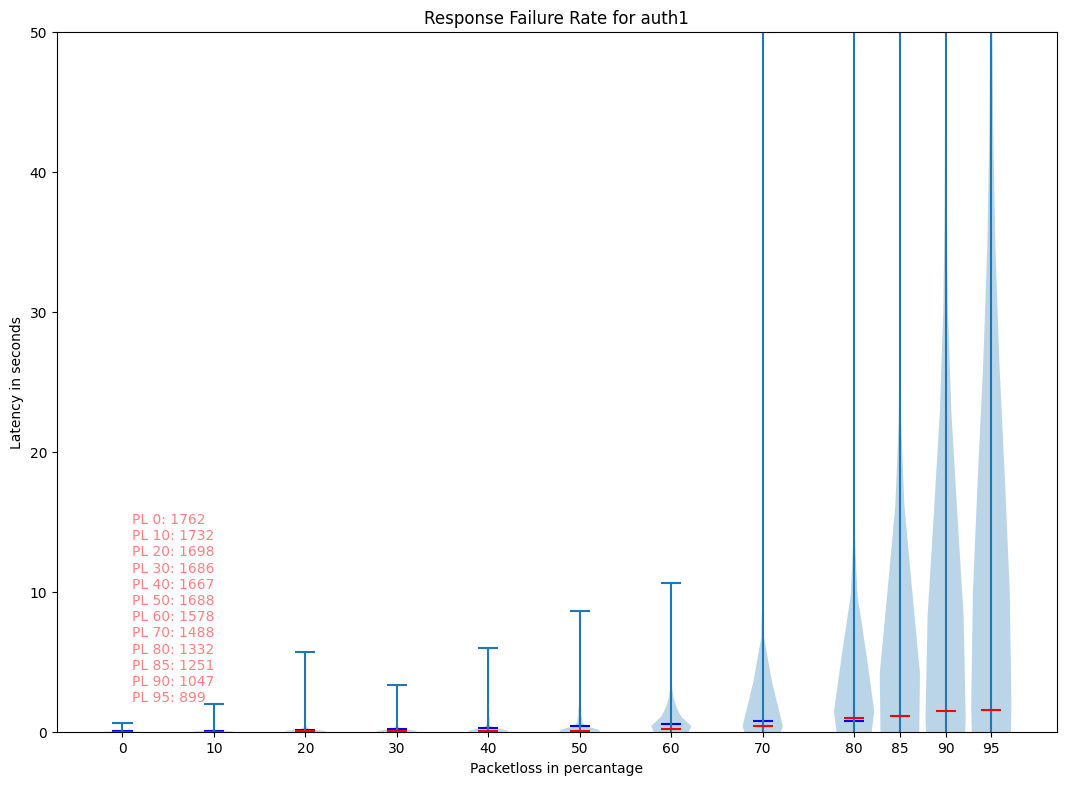 Response Failure Rate for auth1
50
40
30
20
10
0
Latency in seconds
PL 0: 1762
PL 10: 1732
PL 20: 1698
PL 30: 1686
PL 40: 1667
PL 50: 1688
PL 60: 1578
PL 70: 1488
PL 80: 1332
PL 85: 1251
PL 90: 1047
PL 95: 899
0 10 20 30 40 50 60 70 80 85 90 95
Packetloss in percantage